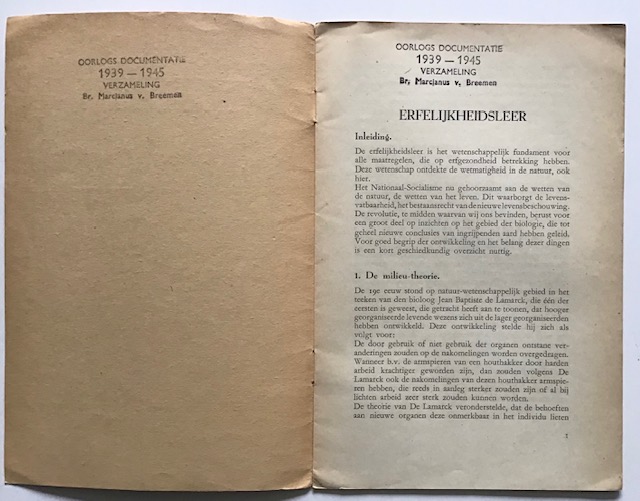 OORLOGS DOCUMENTATIE
1939 — 1945
VERZAMELING
Br. Marcianus v. Breemen
OORLOGS DOCUMENTATIE
1939 — 1945
VERZAMELING
Br. Marcianus v. Breemen
ERFELIJKHEIDSLEER
Inleiding.
De erfelijkheidsleer is het wetenschappelijk fundament voor
alle maatregelen, die op erfgezondheid betrekking hebben.
Deze wetenschap ontdekte de wetmatigheid in de natuur, ook
hier.
Het Nationaal-Socialisme nu gehoorzaamt aan de wetten van
de natuur, de wetten van het leven. Dit waarborgt de levens-
vatbaarheid, het bestaansrecht van de nieuwe levensbeschouwing.
De revolutie, te midden waarvan wij ons bevinden, berust voor
een groot deel op inzichten op het gebied der biologie, die tot
geheel nieuwe conclusies van ingrijpenden aard hebben geleid.
Voor goed begrip der ontwikkeling en het belang dezer dingen
is een kort geschiedkundig overzicht nuttig.
1. De milieu-theorie.
De 19e eeuw stond op natuur-wetenschappelijk gebied in het
teeken van den bioloog Jean Baptiste de Lamarck, die één der
eersten is geweest, die getracht heeft aan te toonen, dat hooger
georganiseerde levende wezens zich uit de lager georganiseerden
hebben ontwikkeld. Deze ontwikkeling stelde hij zich als
volgt voor:
De door gebruik of niet gebruik der organen ontstane ver-
anderingen zouden op de nakomelingen worden overgedragen.
Wanneer b.v. de armspieren van een houthakker door harden
arbeid krachtiger geworden zijn, dan zouden volgens De
Lamarck ook de nakomelingen van dezen houthakker armspie-
ren hebben, die reeds in aanleg sterker zouden zijn of al bij
lichten arbeid zeer sterk zouden kunnen worden.
De theorie van De Lamarck veronderstelde, dat de behoeften
aan nieuwe organen deze onmerkbaar in het individu lieten